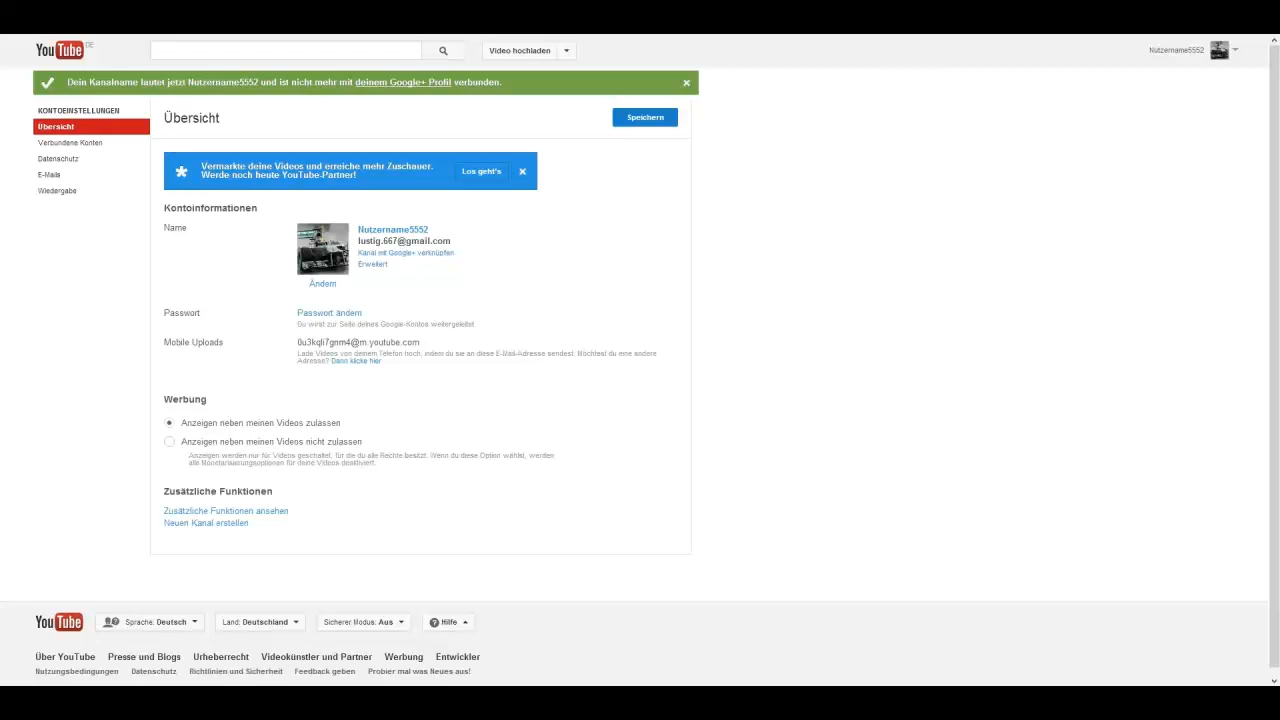 YouTube DE
Video hochladen
Nutzername5552
Dein Kanalname lautet jetzt Nutzername5552 und ist nicht mehr mit deinem Google+ Profil verbunden.
KONTOEINSTELLUNGEN
Übersicht
Verbundene Konten
Datenschutz
E-Mails
Wiedergabe
Übersicht
Speichern
Vermarkte deine Videos und erreiche mehr Zuschauer.
Werde noch heute YouTube-Partner!
Los geht's
Kontoinformationen
Name
Nutzername5552
lustig.667@gmail.com
Kanal mit Google+ verknüpfen
Erweitert
Ändern
Passwort
Passwort ändern
Du wirst zur Seite deines Google-Kontos weitergeleitet
Mobile Uploads
0u3kqli7gnm4@m.youtube.com
Lade Videos von deinem Telefon hoch, indem du sie an diese E-Mail-Adresse sendest. Möchtest du eine andere
Adresse? Dann klicke hier
Werbung
Anzeigen neben meinen Videos zulassen
Anzeigen neben meinen Videos nicht zulassen
Anzeigen werden nur für Videos geschaltet, für die du alle Rechte besitzt. Wenn du diese Option wählst, werden
alle Monetarisierungsoptionen für deine Videos deaktiviert.
Zusätzliche Funktionen
Zusätzliche Funktionen ansehen
Neuen Kanal erstellen
YouTube
Sprache: Deutsch
Land: Deutschland
Sicherer Modus: Aus
Hilfe
Über YouTube Presse und Blogs Urheberrecht Videokünstler und Partner Werbung Entwickler
Nutzungsbedingungen Datenschutz Richtlinien und Sicherheit Feedback geben Probier mal was Neues aus!